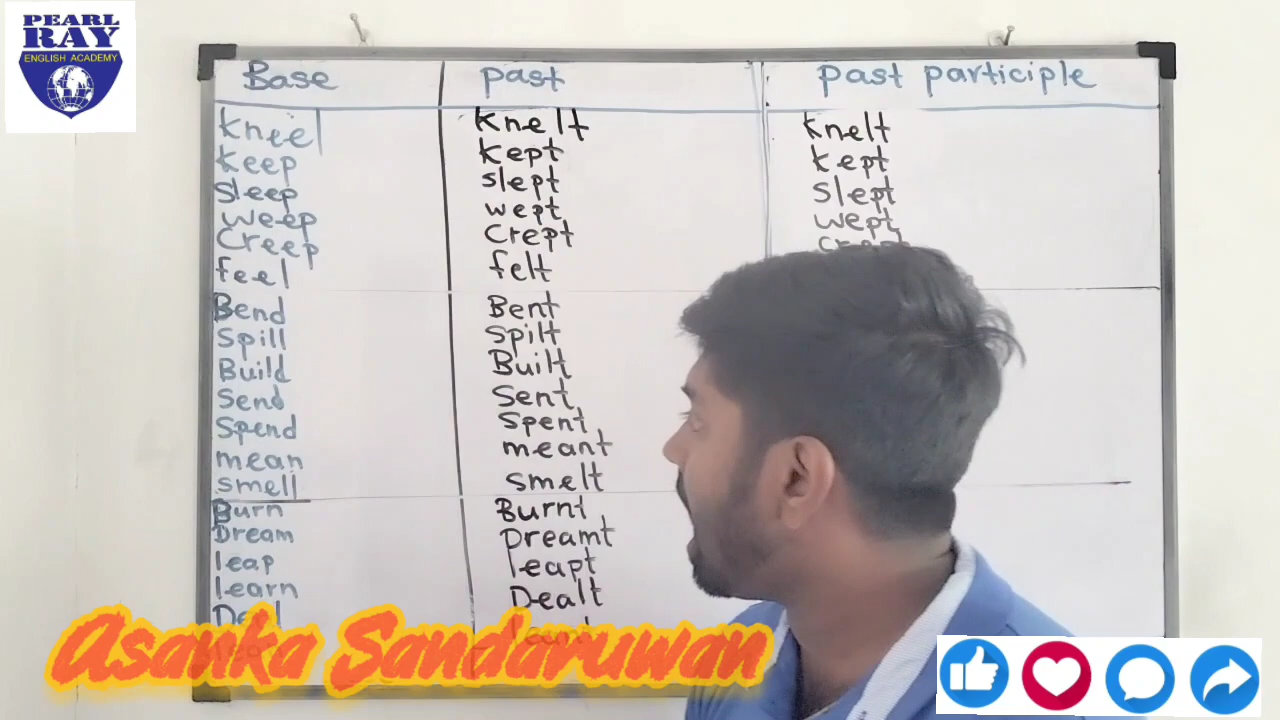 PEARL
RAY
ENGLISH ACADEMY
Base past past participle
kneel knelt knelt
keep kept kept
sleep slept slept
weep wept wept
creep crept crept
feel felt
Bend Bent
Spill Spilt
Build Built
Send Sent
Spend Spent
mean meant
smell smelt
Burn Burnt
Dream Dreamt
leap leapt
learn Dealt
Asanka Sandaruwan